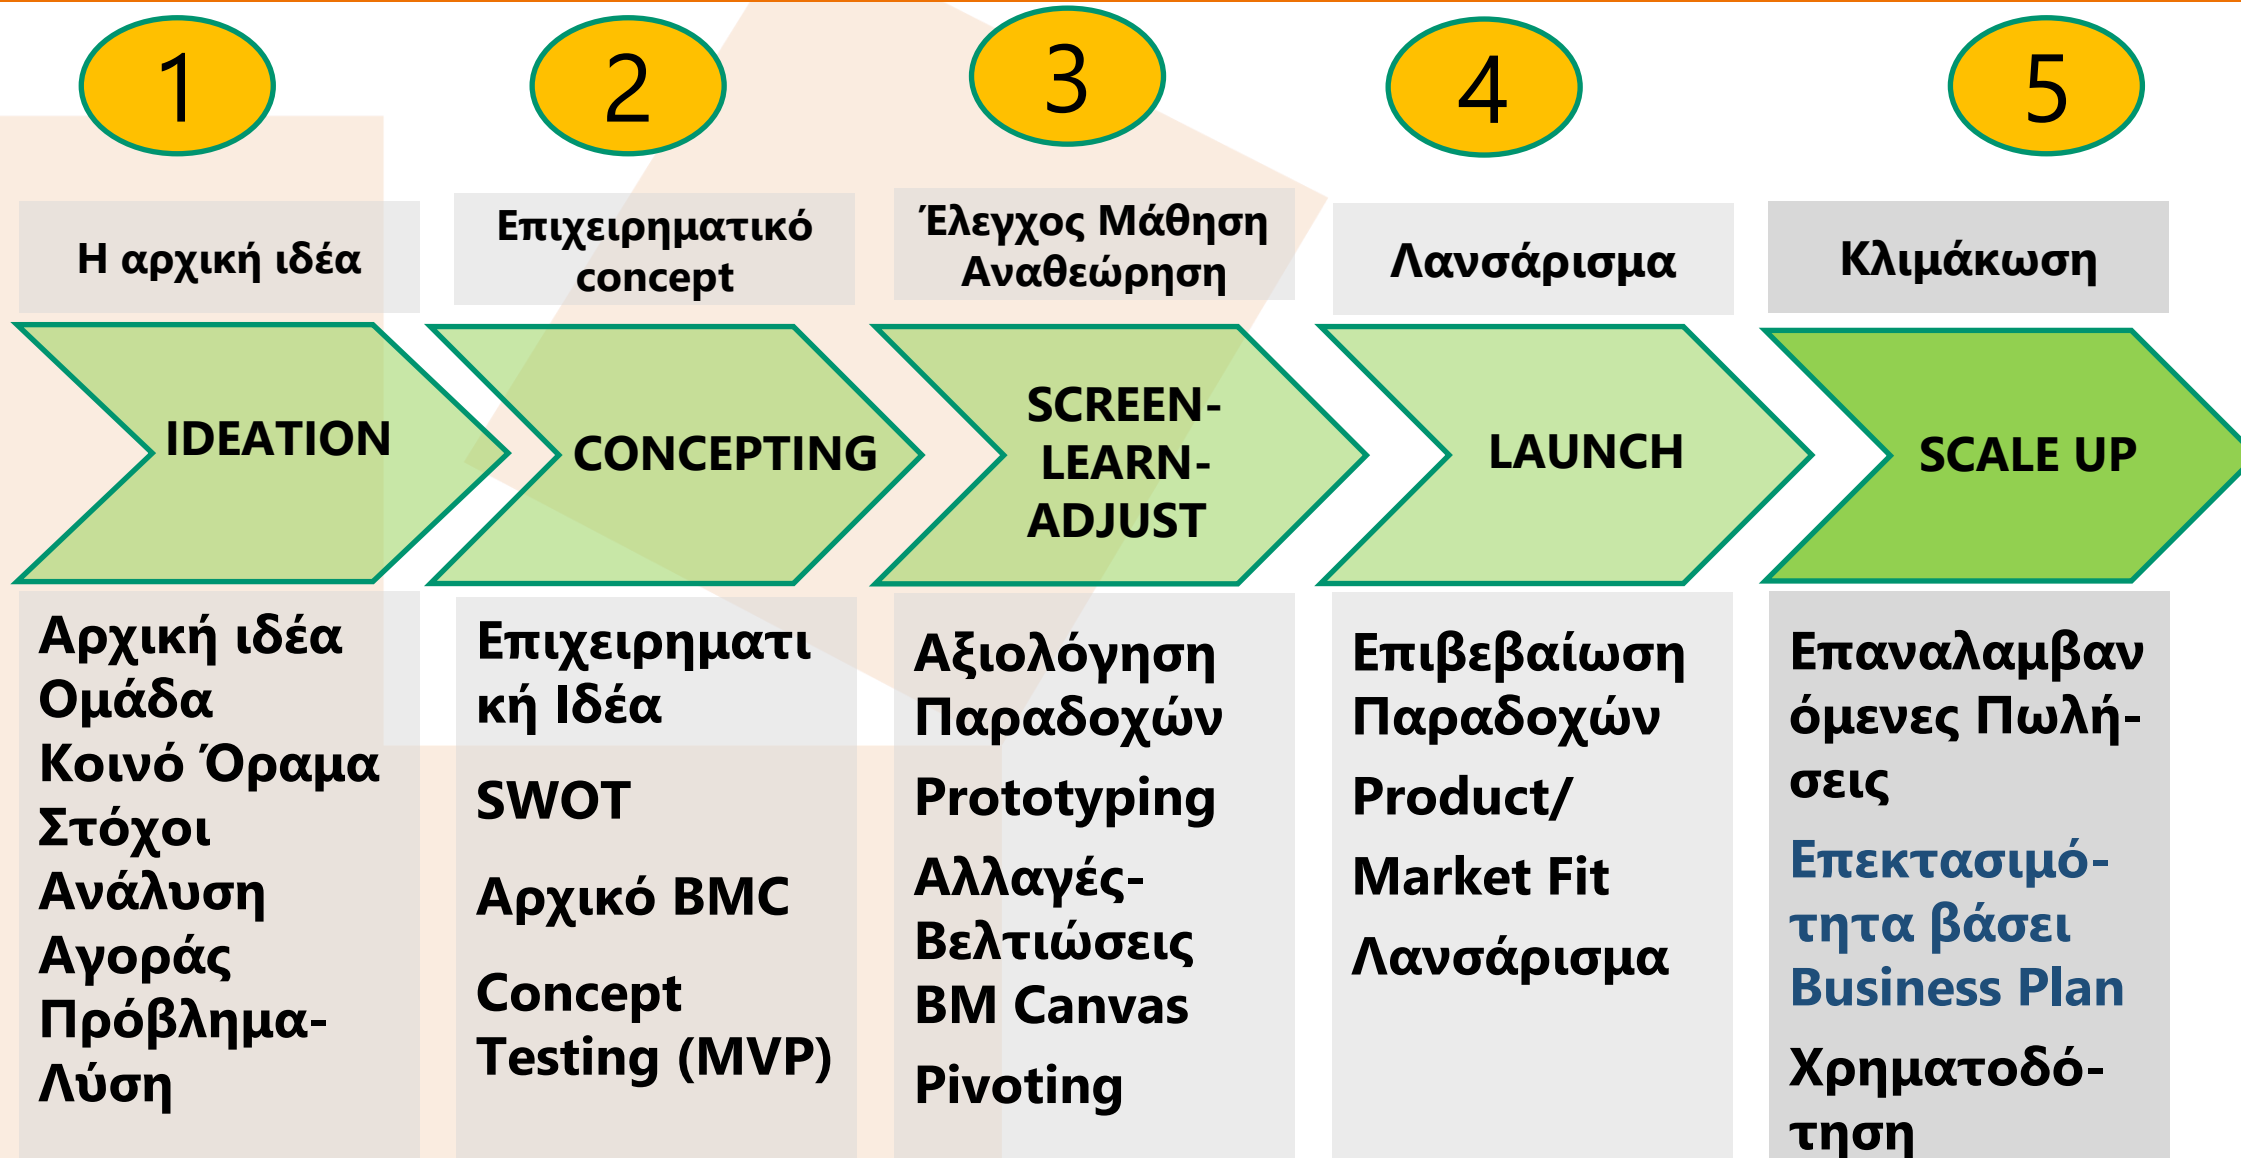 1
2
3
4
5
Η αρχική ιδέα
Επιχειρηματικό
concept
Έλεγχος Μάθηση
Αναθεώρηση
Λανσάρισμα
Κλιμάκωση
IDEATION
CONCEPTING
SCREEN-
LEARN-
ADJUST
LAUNCH
SCALE UP
Αρχική ιδέα
Ομάδα
Κοινό Όραμα
Στόχοι
Ανάλυση
Αγοράς
Πρόβλημα-
Λύση
Επιχειρηματι
κή Ιδέα
SWOT
Αρχικό BMC
Concept
Testing (MVP)
Αξιολόγηση
Παραδοχών
Prototyping
Αλλαγές-
Βελτιώσεις
BM Canvas
Pivoting
Επιβεβαίωση
Παραδοχών
Product/
Market Fit
Λανσάρισμα
Επαναλαμβαν
όμενες Πωλή-
σεις
Επεκτασιμό-
τητα βάσει
Business Plan
Χρηματοδό-
τηση